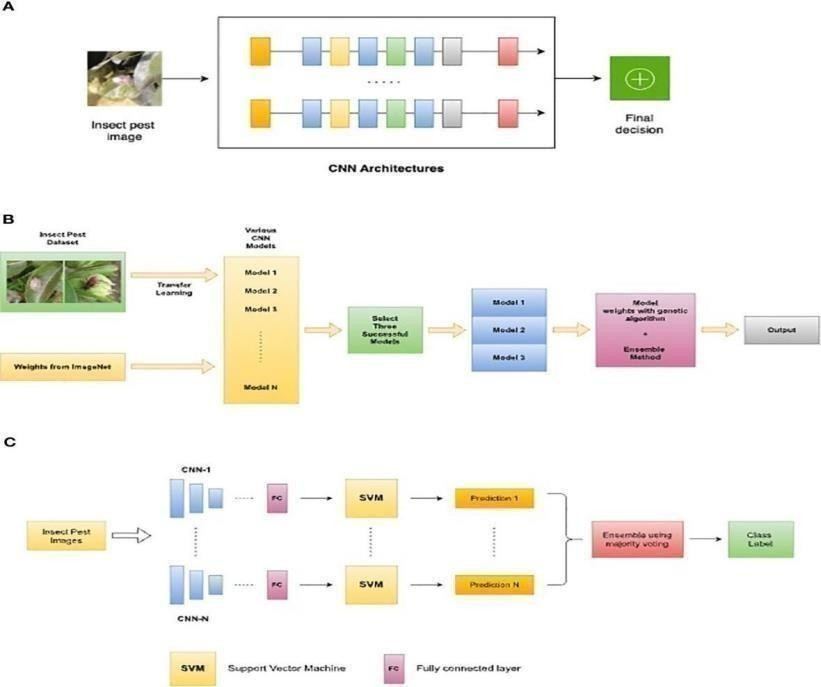 A
Insect pest
image
.....
CNN Architectures
Final
decision
B
Insect Pest
Dataset
Transfer
Learning
Weights from ImageNet
Various
CNN
Models
Model 1
Model 2
Model 3
Model N
Select
Three
Successful
Models
Model 1
Model 2
Model 3
Model
weights with genetic
algorithm
+
Ensemble
Method
Output
C
Insect Pest
Images
CNN-1
FC
SVM
Prediction 1
CNN-N
FC
SVM
Prediction N
Ensemble using
majority voting
Class
Label
SVM
Support Vector Machine
FC
Fully connected layer